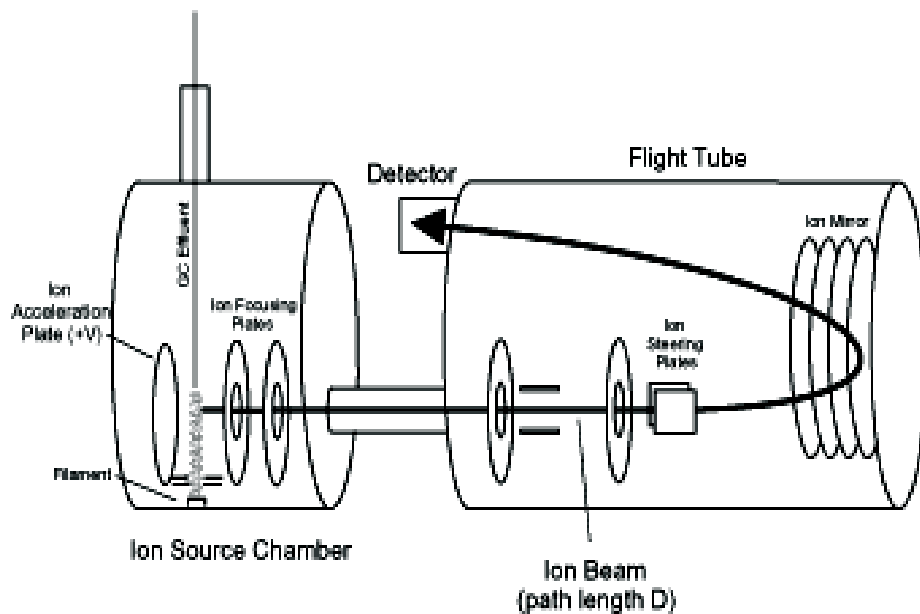 Flight Tube
Detector
GC Effluent
Ion Mirror
Ion
Acceleration
Plate (+V)
Ion Focusing
Plates
Ion
Steering
Plates
Filament
Ion Source Chamber
Ion Beam
(path length D)